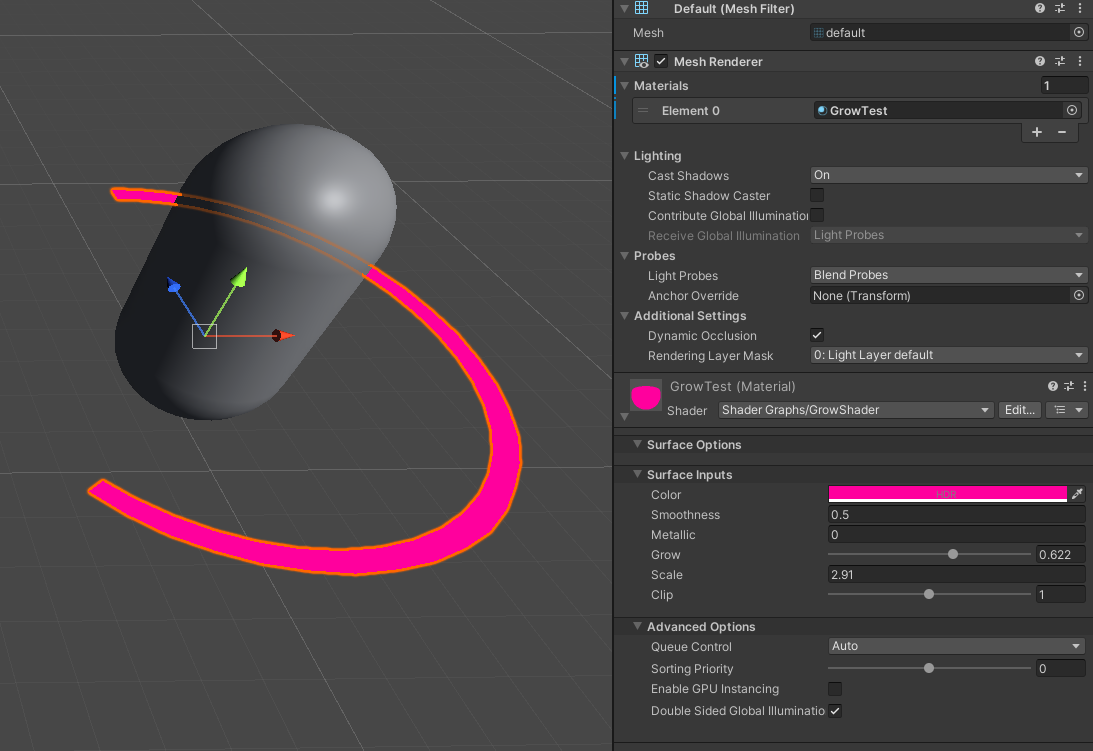 Default (Mesh Filter)
Mesh default
Mesh Renderer
Materials 1
Element 0 GrowTest
Lighting
Cast Shadows On
Static Shadow Caster
Contribute Global Illumination
Receive Global Illumination Light Probes
Probes
Light Probes Blend Probes
Anchor Override None (Transform)
Additional Settings
Dynamic Occlusion
Rendering Layer Mask 0: Light Layer default
GrowTest (Material)
Shader Shader Graphs/GrowShader Edit...
Surface Options
Surface Inputs
Color HDR
Smoothness 0.5
Metallic 0
Grow 0.622
Scale 2.91
Clip 1
Advanced Options
Queue Control Auto
Sorting Priority 0
Enable GPU Instancing
Double Sided Global Illuminatio